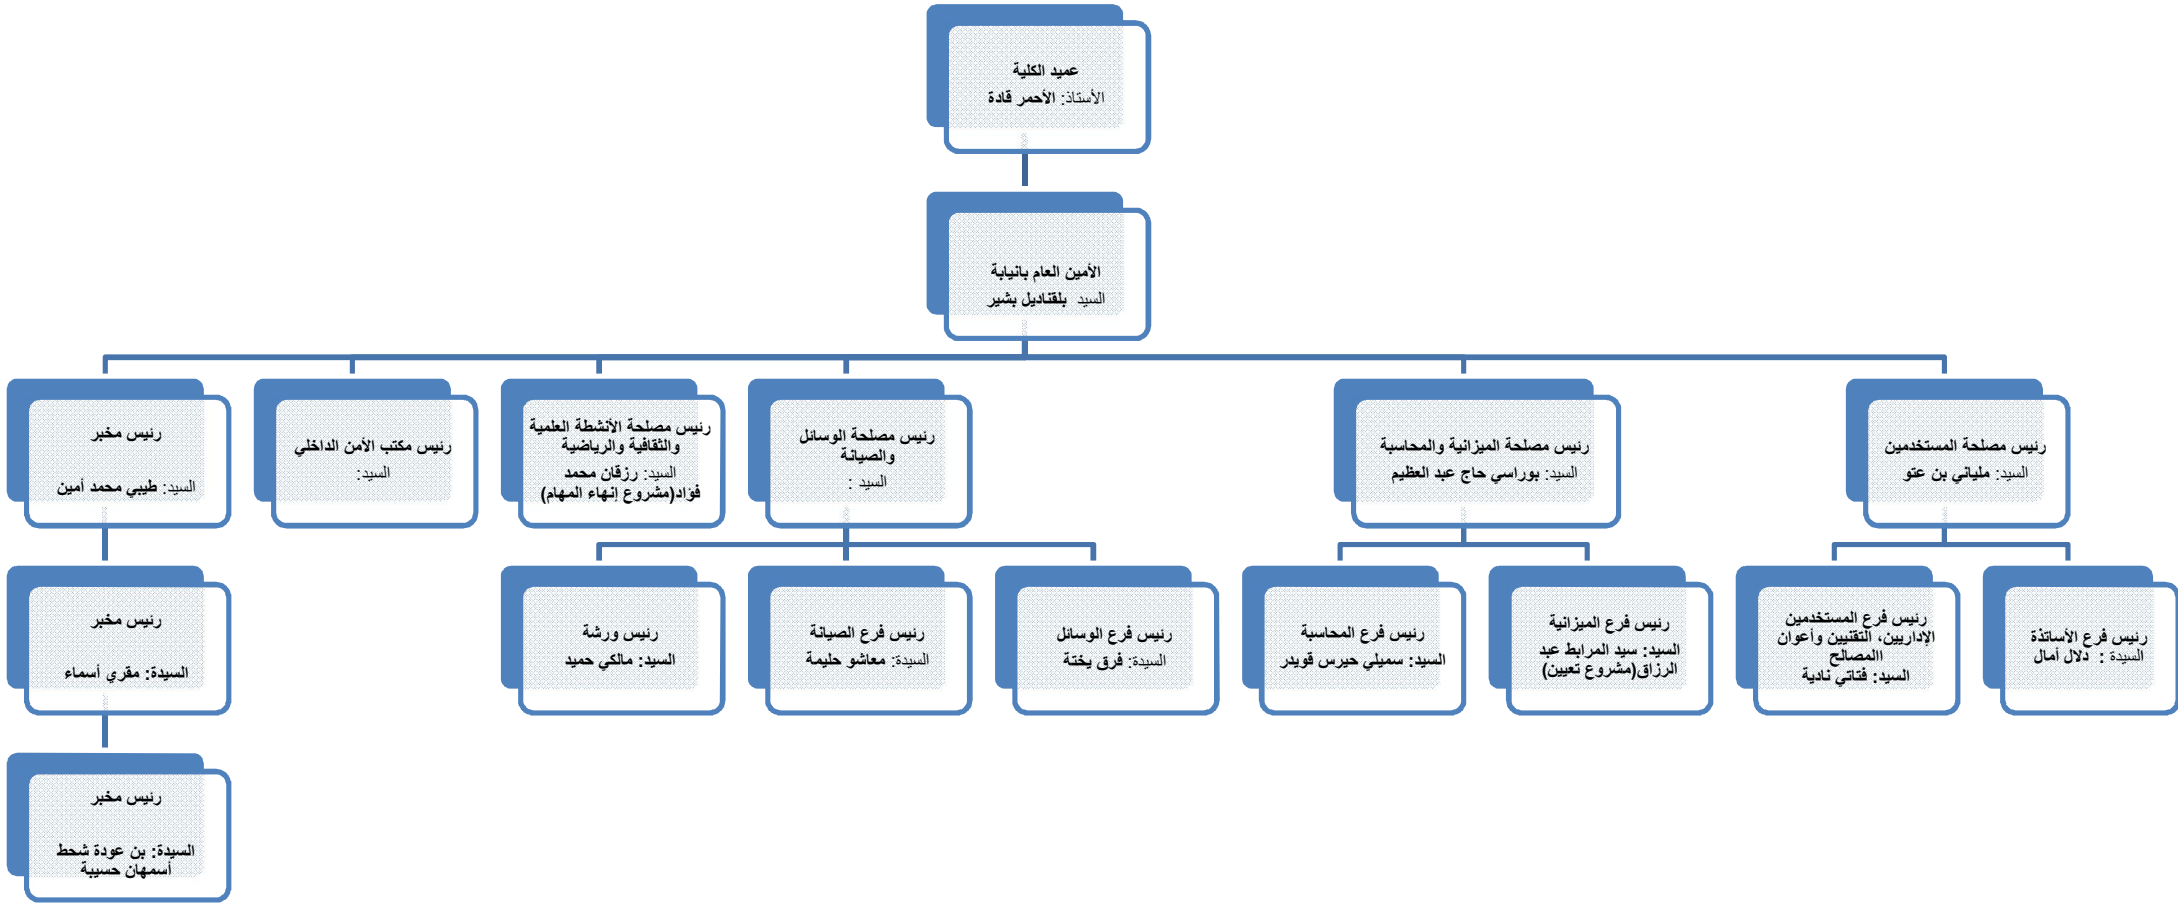 عميد الكلية
الأستاذ: الأحمر قادة
الأمين العام بانيابة
السيد بلقناديل بشير
رئيس مصلحة المستخدمين
السيد: ملياني بن عتو
رئيس مصلحة الميزانية والمحاسبة
السيد: بوراسي حاج عبد العظيم
رئيس مصلحة الوسائل
والصيانة
السيد :
رئيس مصلحة الأنشطة العلمية
والثقافية والرياضية
السيد: رزقان محمد
فؤاد(مشروع إنهاء المهام)
رئيس مكتب الأمن الداخلي
السيد:
رئيس مخبر
السيد: طيبي محمد أمين
رئيس فرع الأساتذة
السيدة : دلال أمال
رئيس فرع المستخدمين
الإداريين، التقنيين وأعوان
االمصالح
السيد: فتاتي نادية
رئيس فرع الميزانية
السيد: سيد المرابط عبد
الرزاق(مشروع تعيين)
رئيس فرع المحاسبة
السيد: سميلي حيرس قويدر
رئيس فرع الوسائل
السيدة: فرق يختة
رئيس فرع الصيانة
السيدة: معاشو حليمة
رئيس ورشة
السيد: مالكي حميد
رئيس مخبر
السيدة: مقري أسماء
رئيس مخبر
السيدة: بن عودة شحط
أسمهان حسيبة